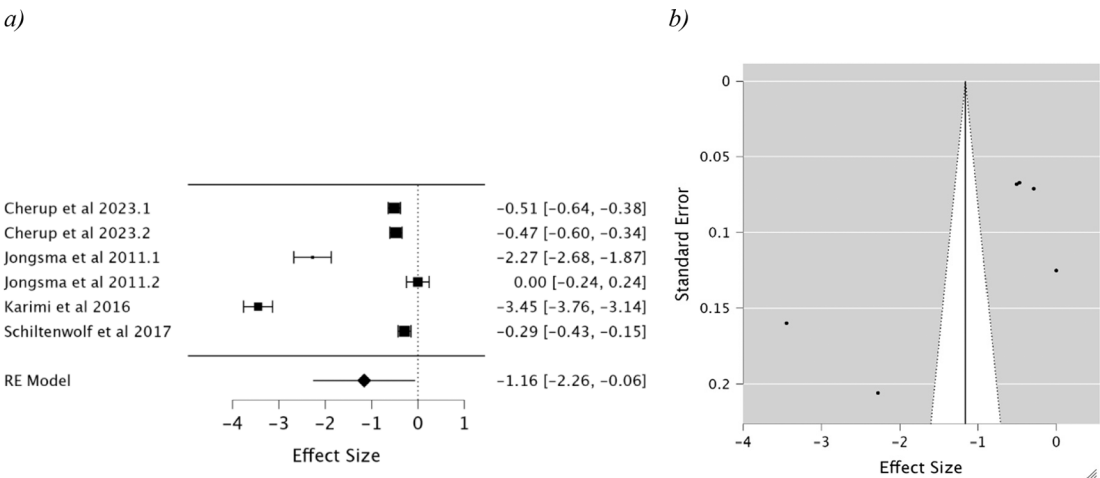 a)
Cherup et al 2023.1 −0.51 [−0.64, −0.38]
Cherup et al 2023.2 −0.47 [−0.60, −0.34]
Jongsma et al 2011.1 −2.27 [−2.68, −1.87]
Jongsma et al 2011.2 0.00 [−0.24, 0.24]
Karimi et al 2016 −3.45 [−3.76, −3.14]
Schiltenwolf et al 2017 −0.29 [−0.43, −0.15]
RE Model −1.16 [−2.26, −0.06]
−4 −3 −2 −1 0 1
Effect Size
b)
0
0.05
0.1
0.15
0.2
Standard Error
−4 −3 −2 −1 0
Effect Size